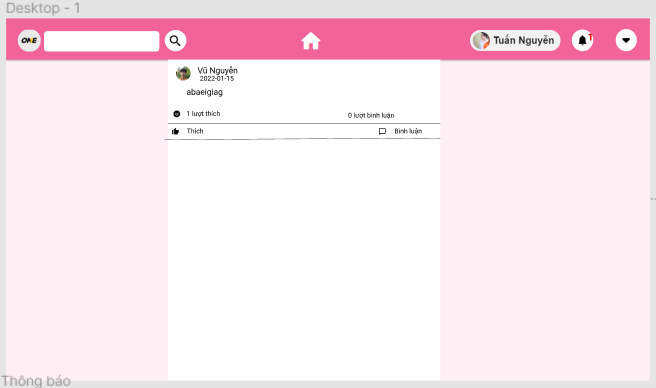 Desktop - 1
ONE
Tuấn Nguyễn
1
Vũ Nguyễn
2022-01-15
abaeigiag
1 lượt thích
0 lượt bình luận
Thích
Bình luận
Thông báo